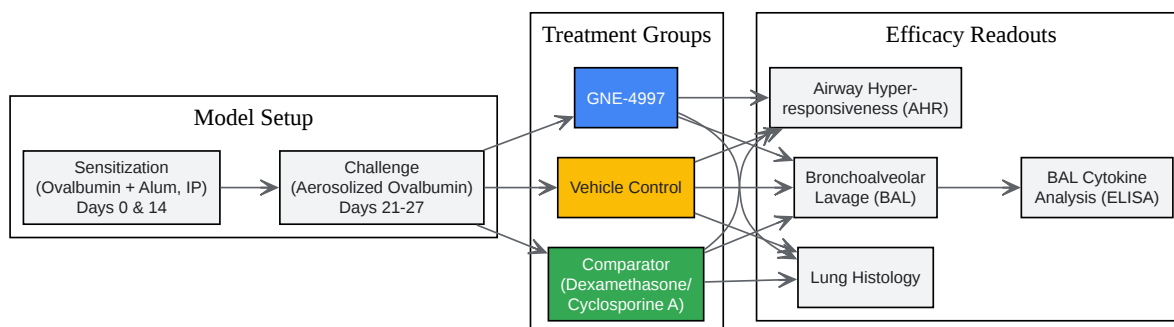 Model Setup
Sensitization
(Ovalbumin + Alum, IP)
Days 0 & 14
Challenge
(Aerosolized Ovalbumin)
Days 21-27
Treatment Groups
GNE-4997
Vehicle Control
Comparator
(Dexamethasone/
Cyclosporine A)
Efficacy Readouts
Airway Hyper-
responsiveness (AHR)
Bronchoalveolar
Lavage (BAL)
BAL Cytokine
Analysis (ELISA)
Lung Histology